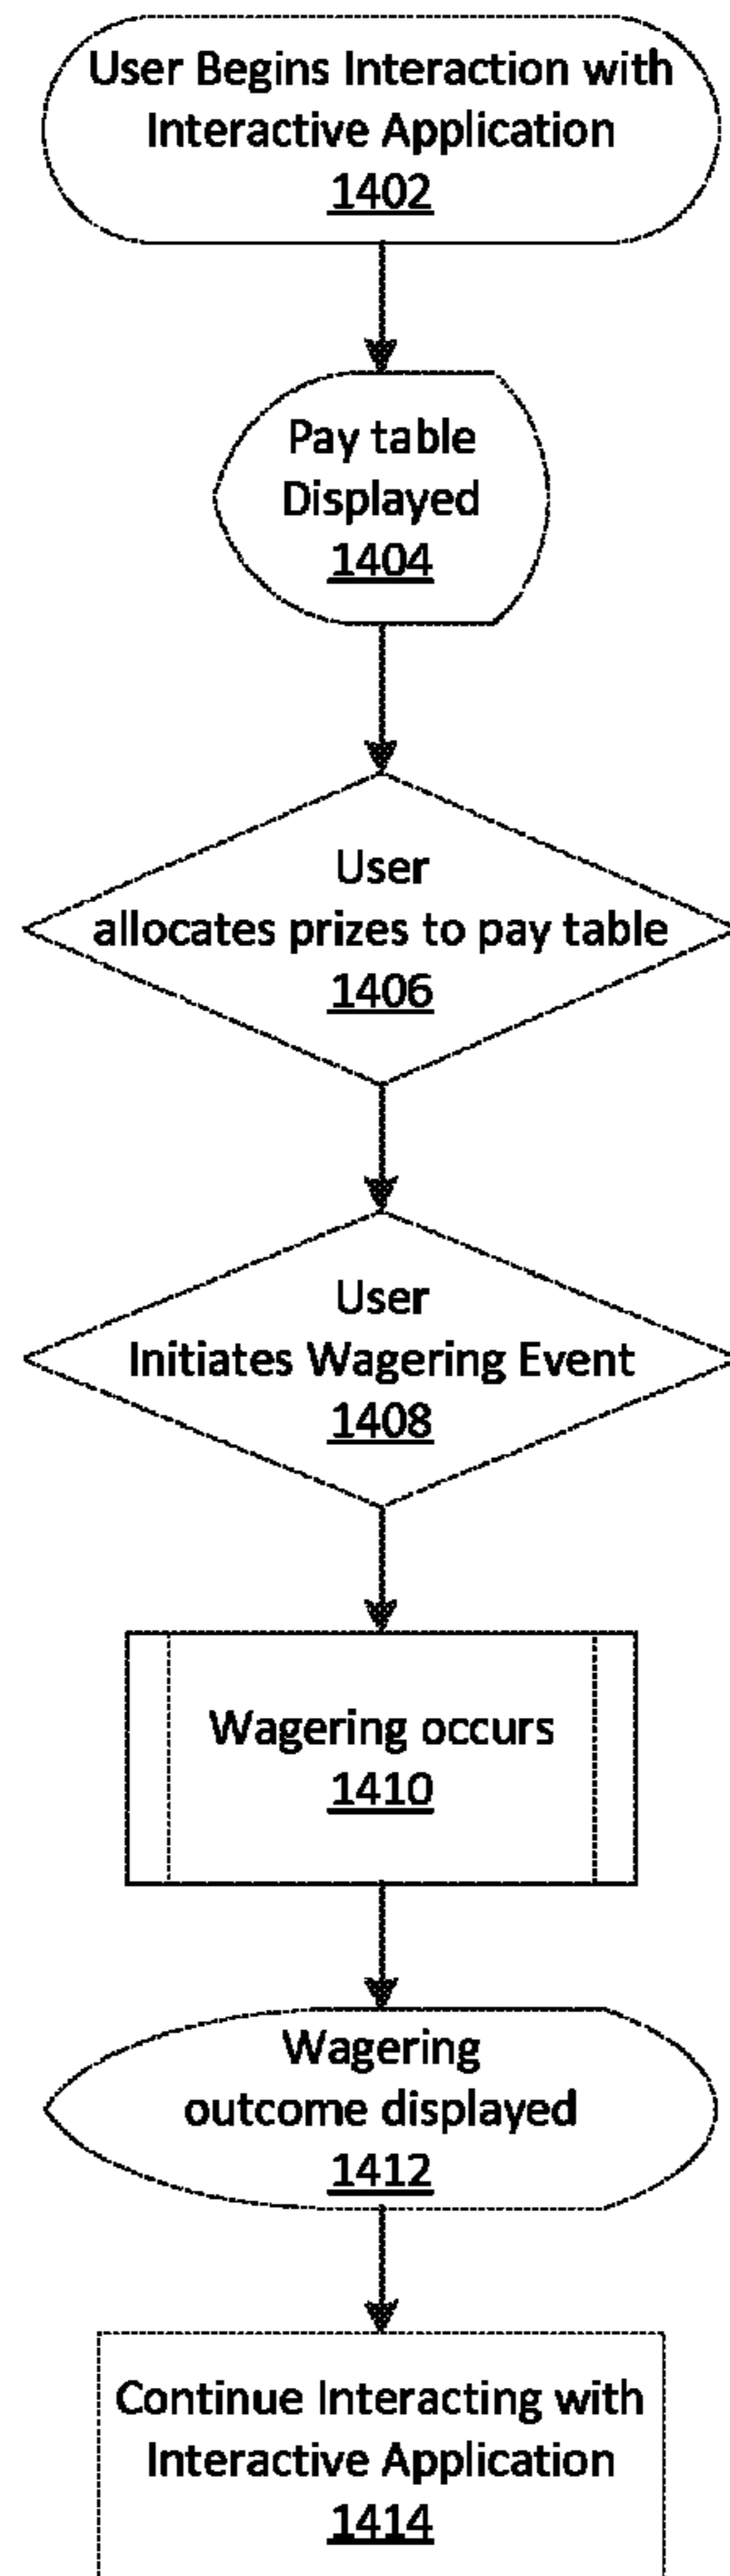 User Begins Interaction with
Interactive Application
1402
Pay table
Displayed
1404
User
allocates prizes to pay table
1406
User
Initiates Wagering Event
1408
Wagering occurs
1410
Wagering
outcome displayed
1412
Continue Interacting with
Interactive Application
1414